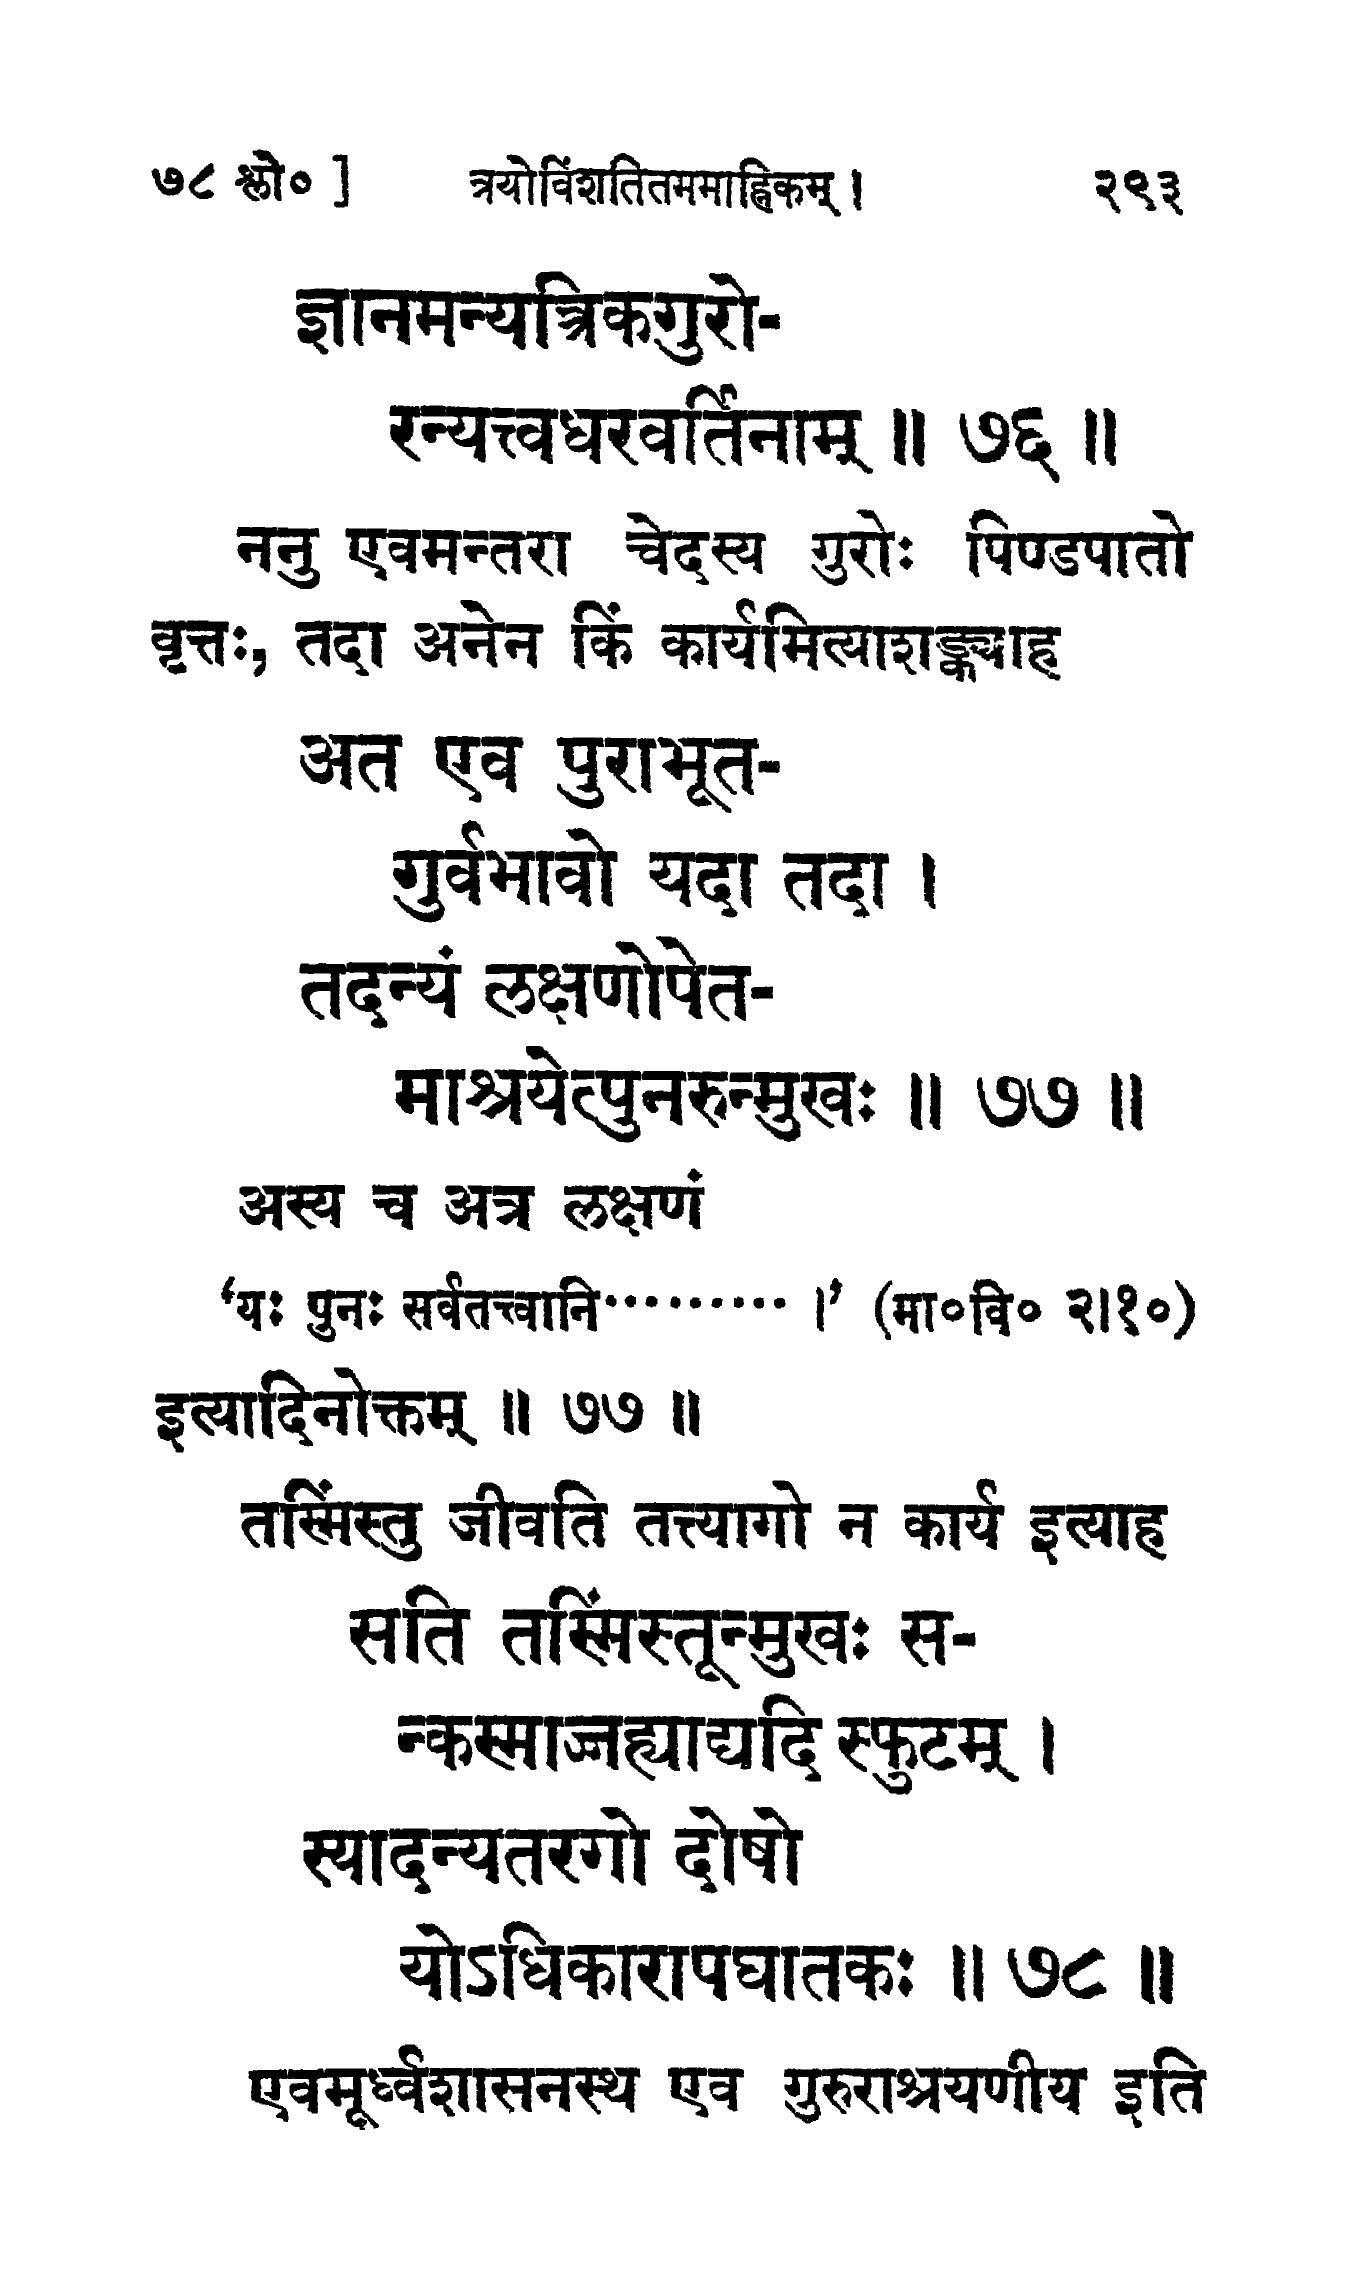 ७८ श्लो० ] त्रयोविंशतितममाह्निकम् । २९३
ज्ञानमन्यत्त्रिकगुरो-
रन्यत्त्वधरवर्तिनाम् ॥ ७६ ॥
ननु एवमन्तरा चेदस्य गुरोः पिण्डपातो
वृत्तः, तदा अनेन किं कार्यमित्याशङ्क्याह
अत एव पुराभूत-
गुर्वभावो यदा तदा ।
तदन्यं लक्षणोपेत-
माश्रयेत्पुनरुन्मुखः ॥ ७७ ॥
अस्य च अत्र लक्षणं
‘यः पुनः सर्वतत्त्वानि········· ।’ (मा०वि० २।१०)
इत्यादिनोक्तम् ॥ ७७ ॥
तस्मिंस्तु जीवति तत्त्यागो न कार्य इत्याह
सति तस्मिंस्तून्मुखः स-
न्कस्माज्जह्याद्यदि स्फुटम् ।
स्यादन्यतरगो दोषो
योऽधिकारापघातकः ॥ ७८ ॥
एवमूर्ध्वशासनस्थ एव गुरुराश्रयणीय इति